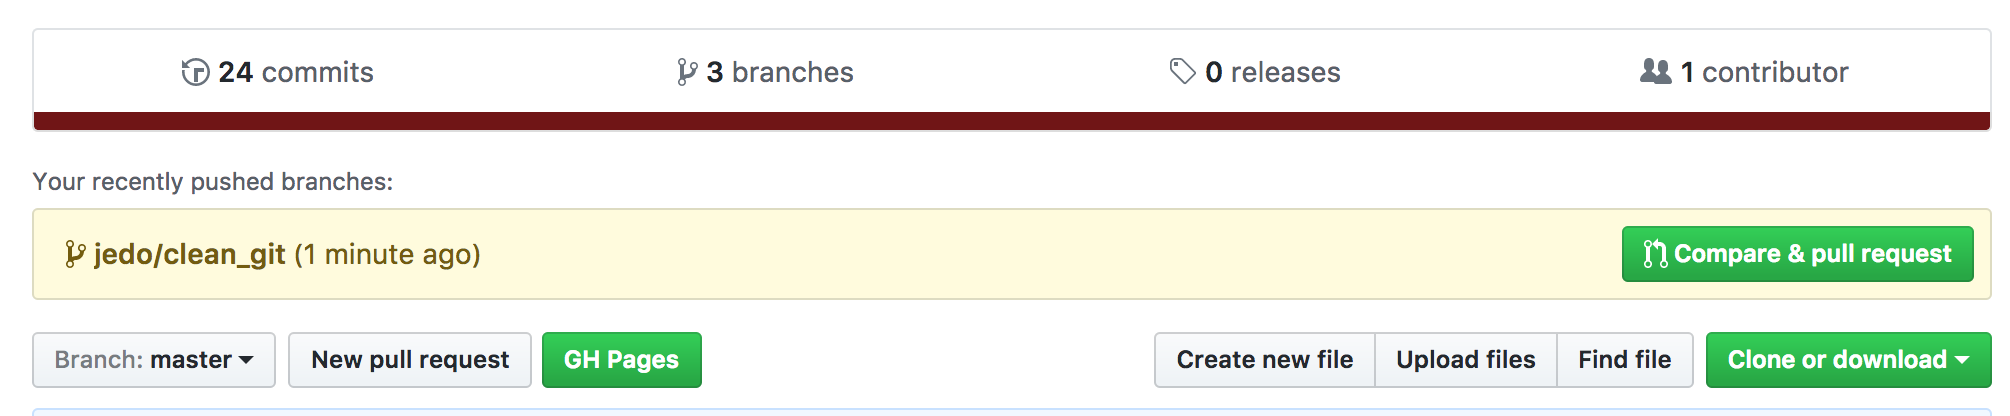 24 commits 3 branches 0 releases 1 contributor
Your recently pushed branches:
jedo/clean_git (1 minute ago) Compare & pull request
Branch: master New pull request GH Pages Create new file Upload files Find file Clone or download